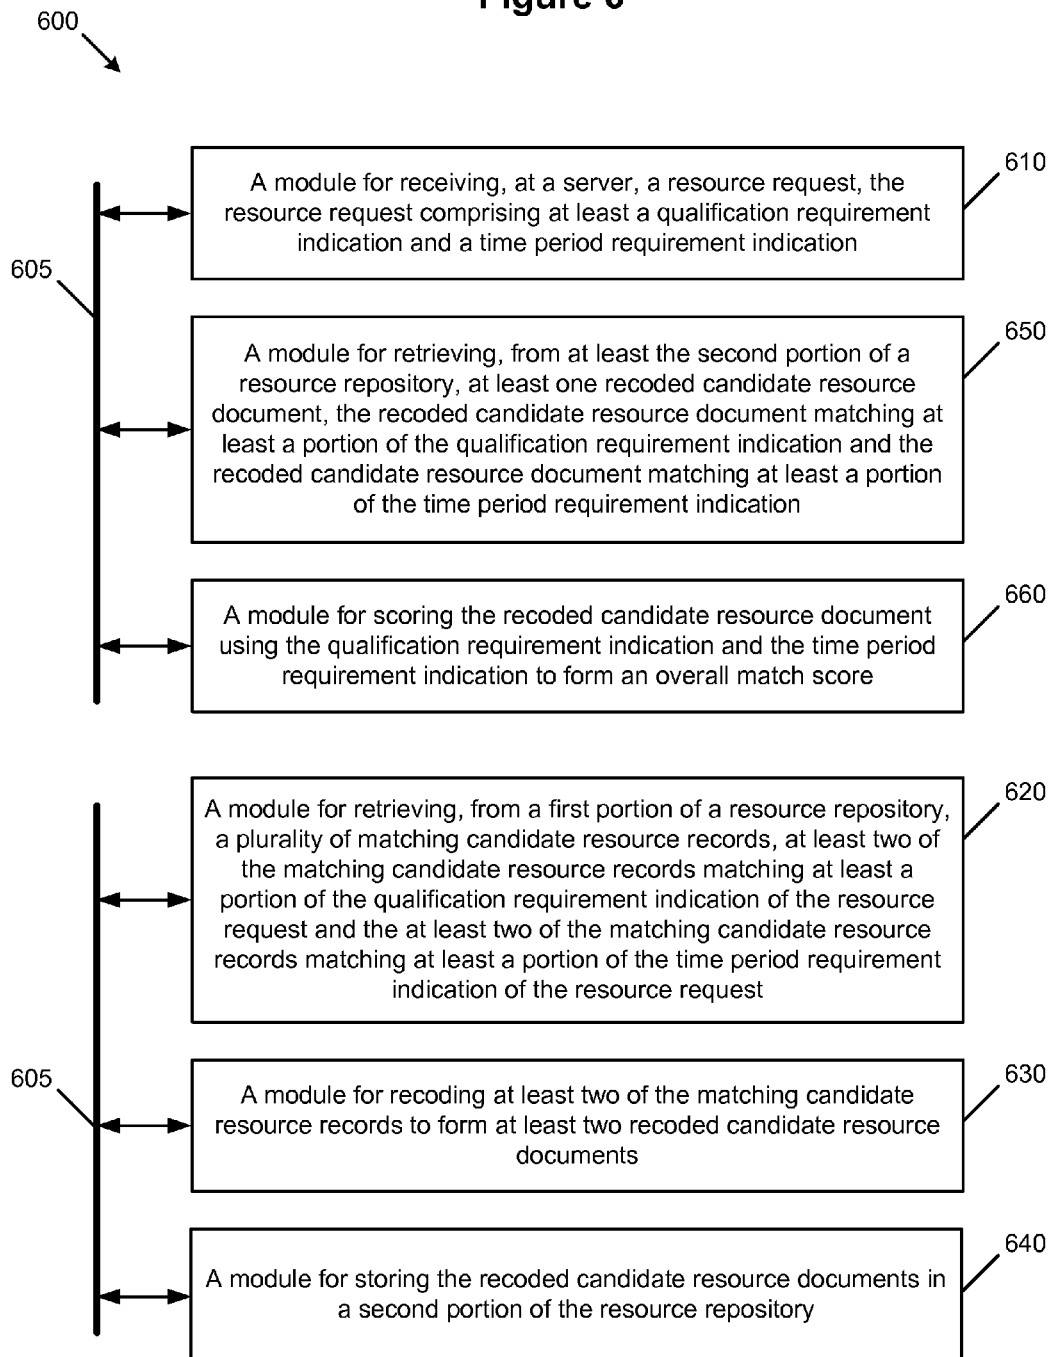 Figure 6
600
610
A module for receiving, at a server, a resource request, the
resource request comprising at least a qualification requirement
indication and a time period requirement indication
605
650
A module for retrieving, from at least the second portion of a
resource repository, at least one recoded candidate resource
document, the recoded candidate resource document matching at
least a portion of the qualification requirement indication and the
recoded candidate resource document matching at least a portion
of the time period requirement indication
660
A module for scoring the recoded candidate resource document
using the qualification requirement indication and the time period
requirement indication to form an overall match score
620
A module for retrieving, from a first portion of a resource repository,
a plurality of matching candidate resource records, at least two of
the matching candidate resource records matching at least a
portion of the qualification requirement indication of the resource
request and the at least two of the matching candidate resource
records matching at least a portion of the time period requirement
indication of the resource request
605
630
A module for recoding at least two of the matching candidate
resource records to form at least two recoded candidate resource
documents
640
A module for storing the recoded candidate resource documents in
a second portion of the resource repository